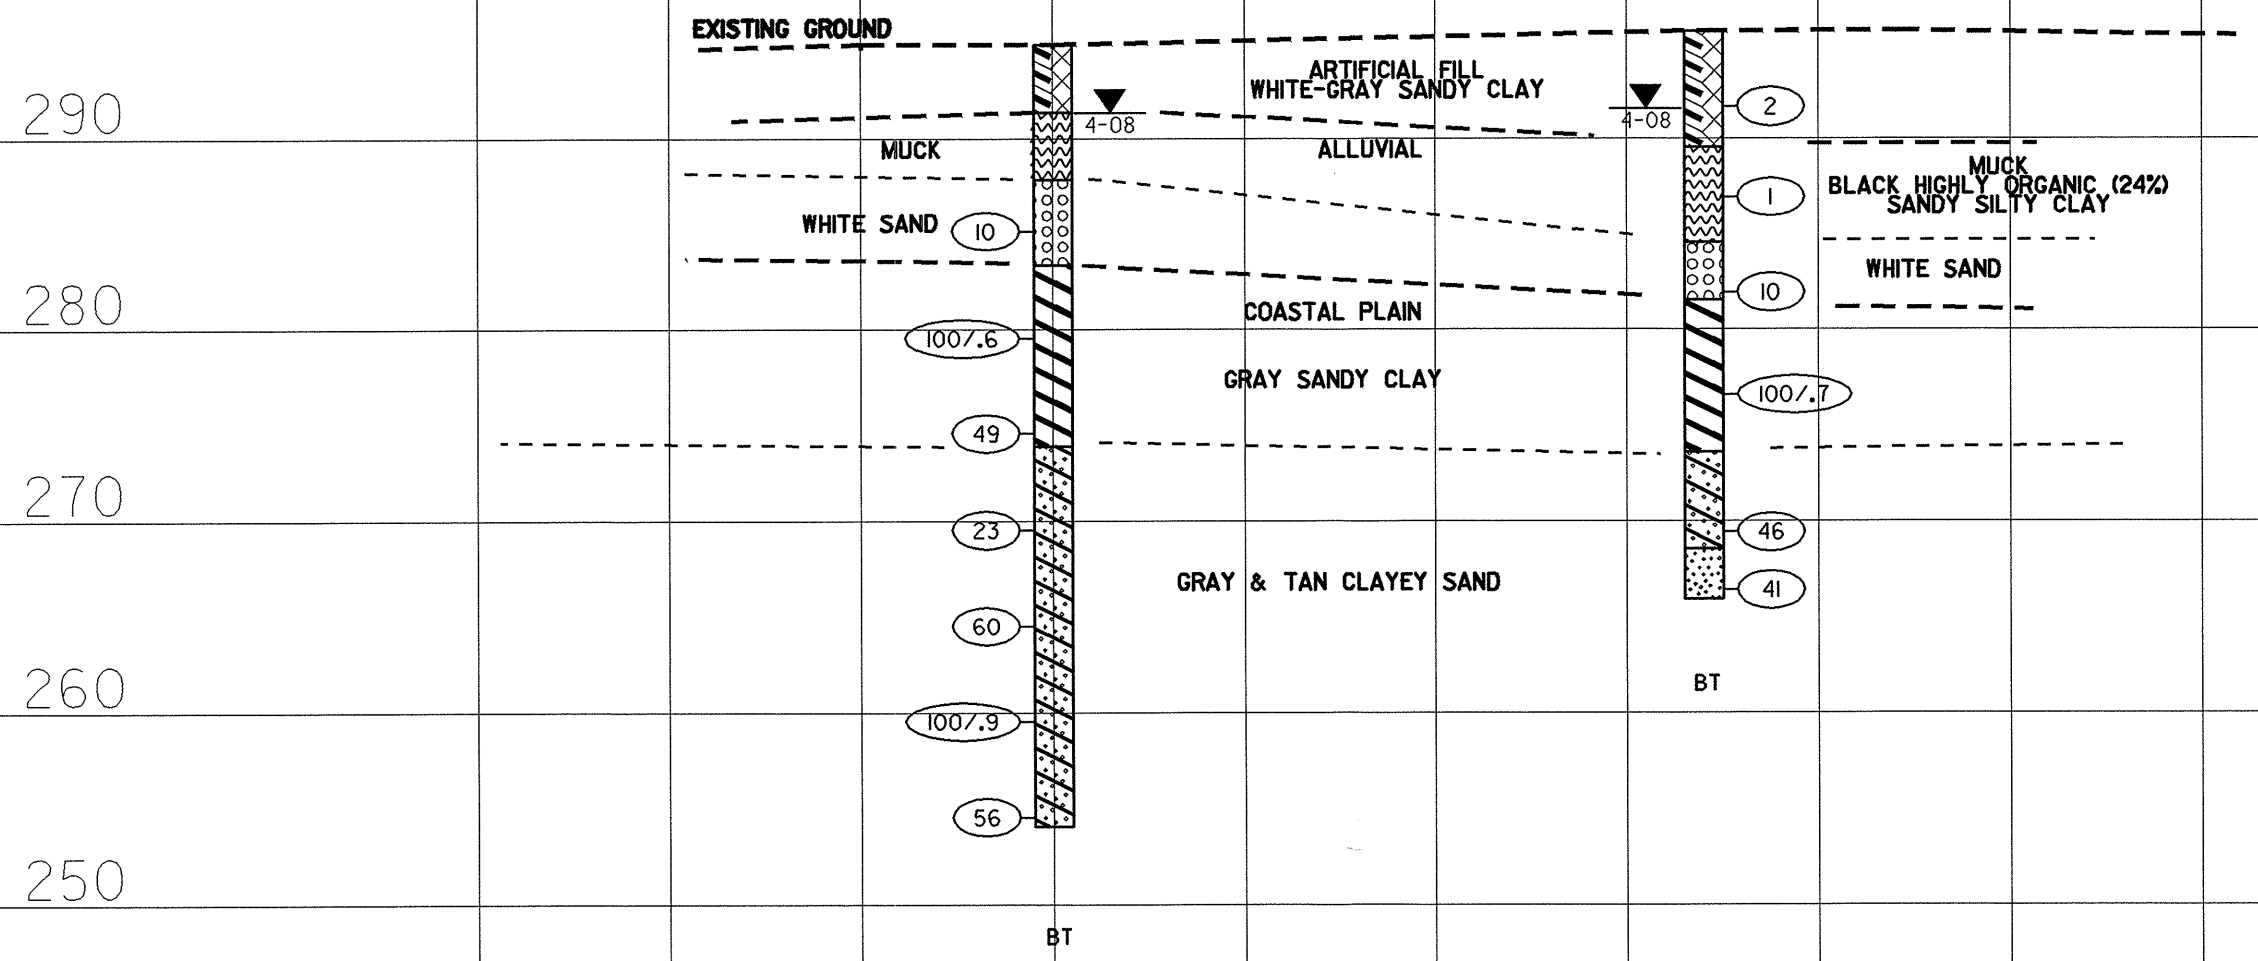 EXISTING GROUND
ARTIFICIAL FILL
WHITE-GRAY SANDY CLAY
290
4-08
4-08
2
MUCK
ALLUVIAL
MUCK
BLACK HIGHLY ORGANIC (24%)
SANDY SILTY CLAY
1
WHITE SAND
10
WHITE SAND
10
280
COASTAL PLAIN
100/.6
GRAY SANDY CLAY
100/.7
49
270
23
46
GRAY & TAN CLAYEY SAND
41
60
260
BT
100/.9
56
250
BT